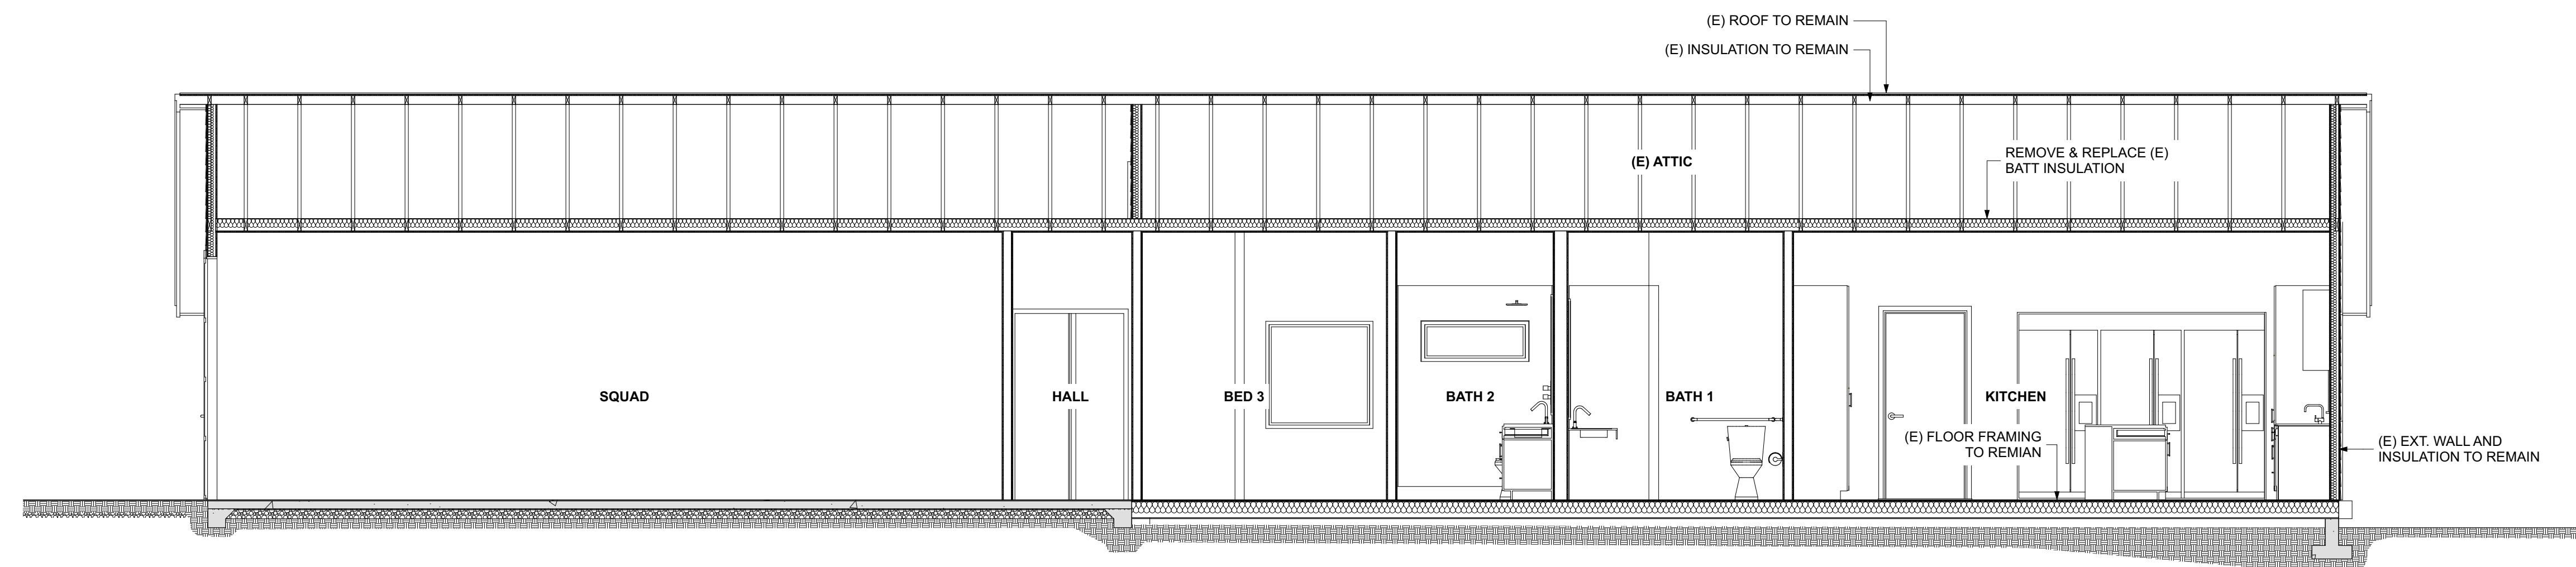 (E) ROOF TO REMAIN
(E) INSULATION TO REMAIN
(E) ATTIC
REMOVE & REPLACE (E)
BATT INSULATION
SQUAD
HALL
BED 3
BATH 2
BATH 1
KITCHEN
(E) FLOOR FRAMING
TO REMIAN
(E) EXT. WALL AND
INSULATION TO REMAIN